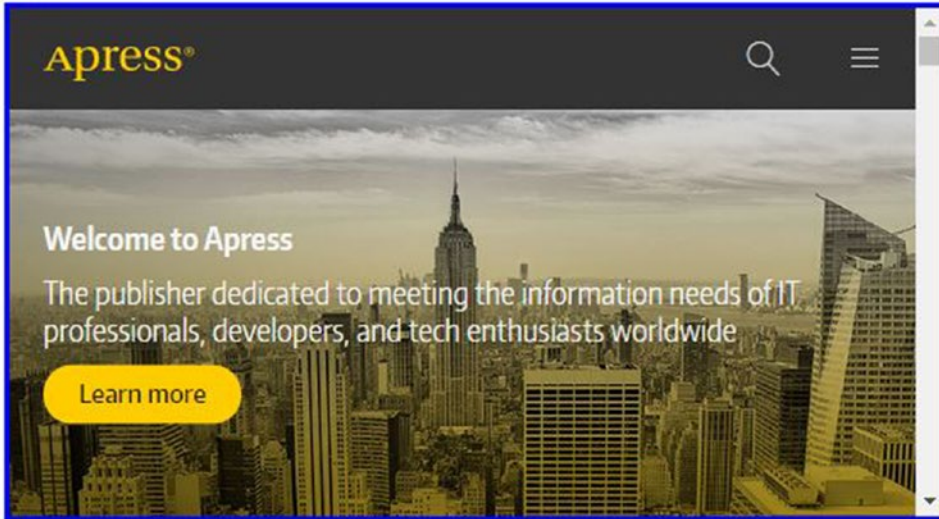 Apress®
Welcome to Apress
The publisher dedicated to meeting the information needs of IT
professionals, developers, and tech enthusiasts worldwide
Learn more